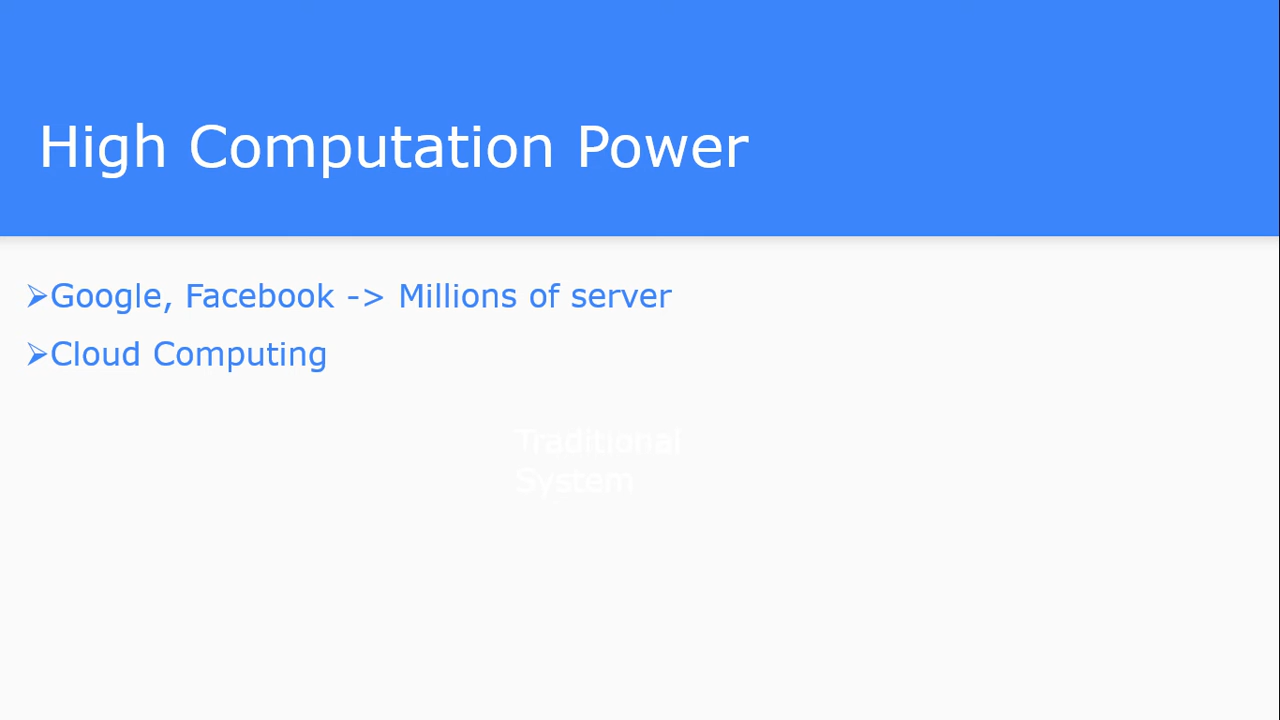 High Computation Power
➢Google, Facebook -> Millions of server
➢Cloud Computing
Traditional
System